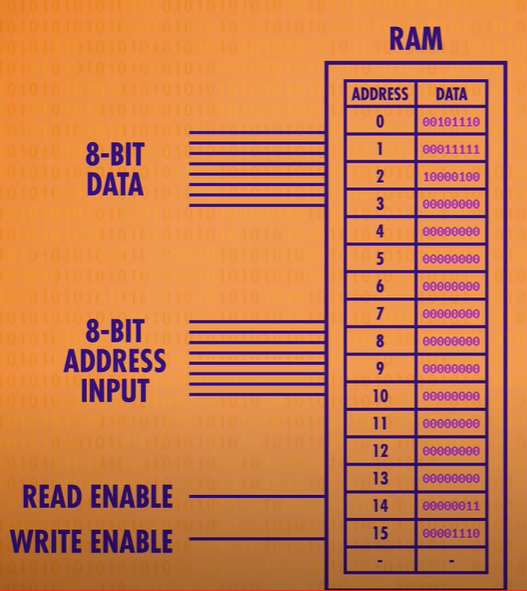 RAM
ADDRESS DATA
0 00101110
1 00011111
2 10000100
3 00000000
4 00000000
5 00000000
6 00000000
7 00000000
8 00000000
9 00000000
10 00000000
11 00000000
12 00000000
13 00000000
14 00000011
15 00001110
- -
8-BIT
DATA
8-BIT
ADDRESS
INPUT
READ ENABLE
WRITE ENABLE